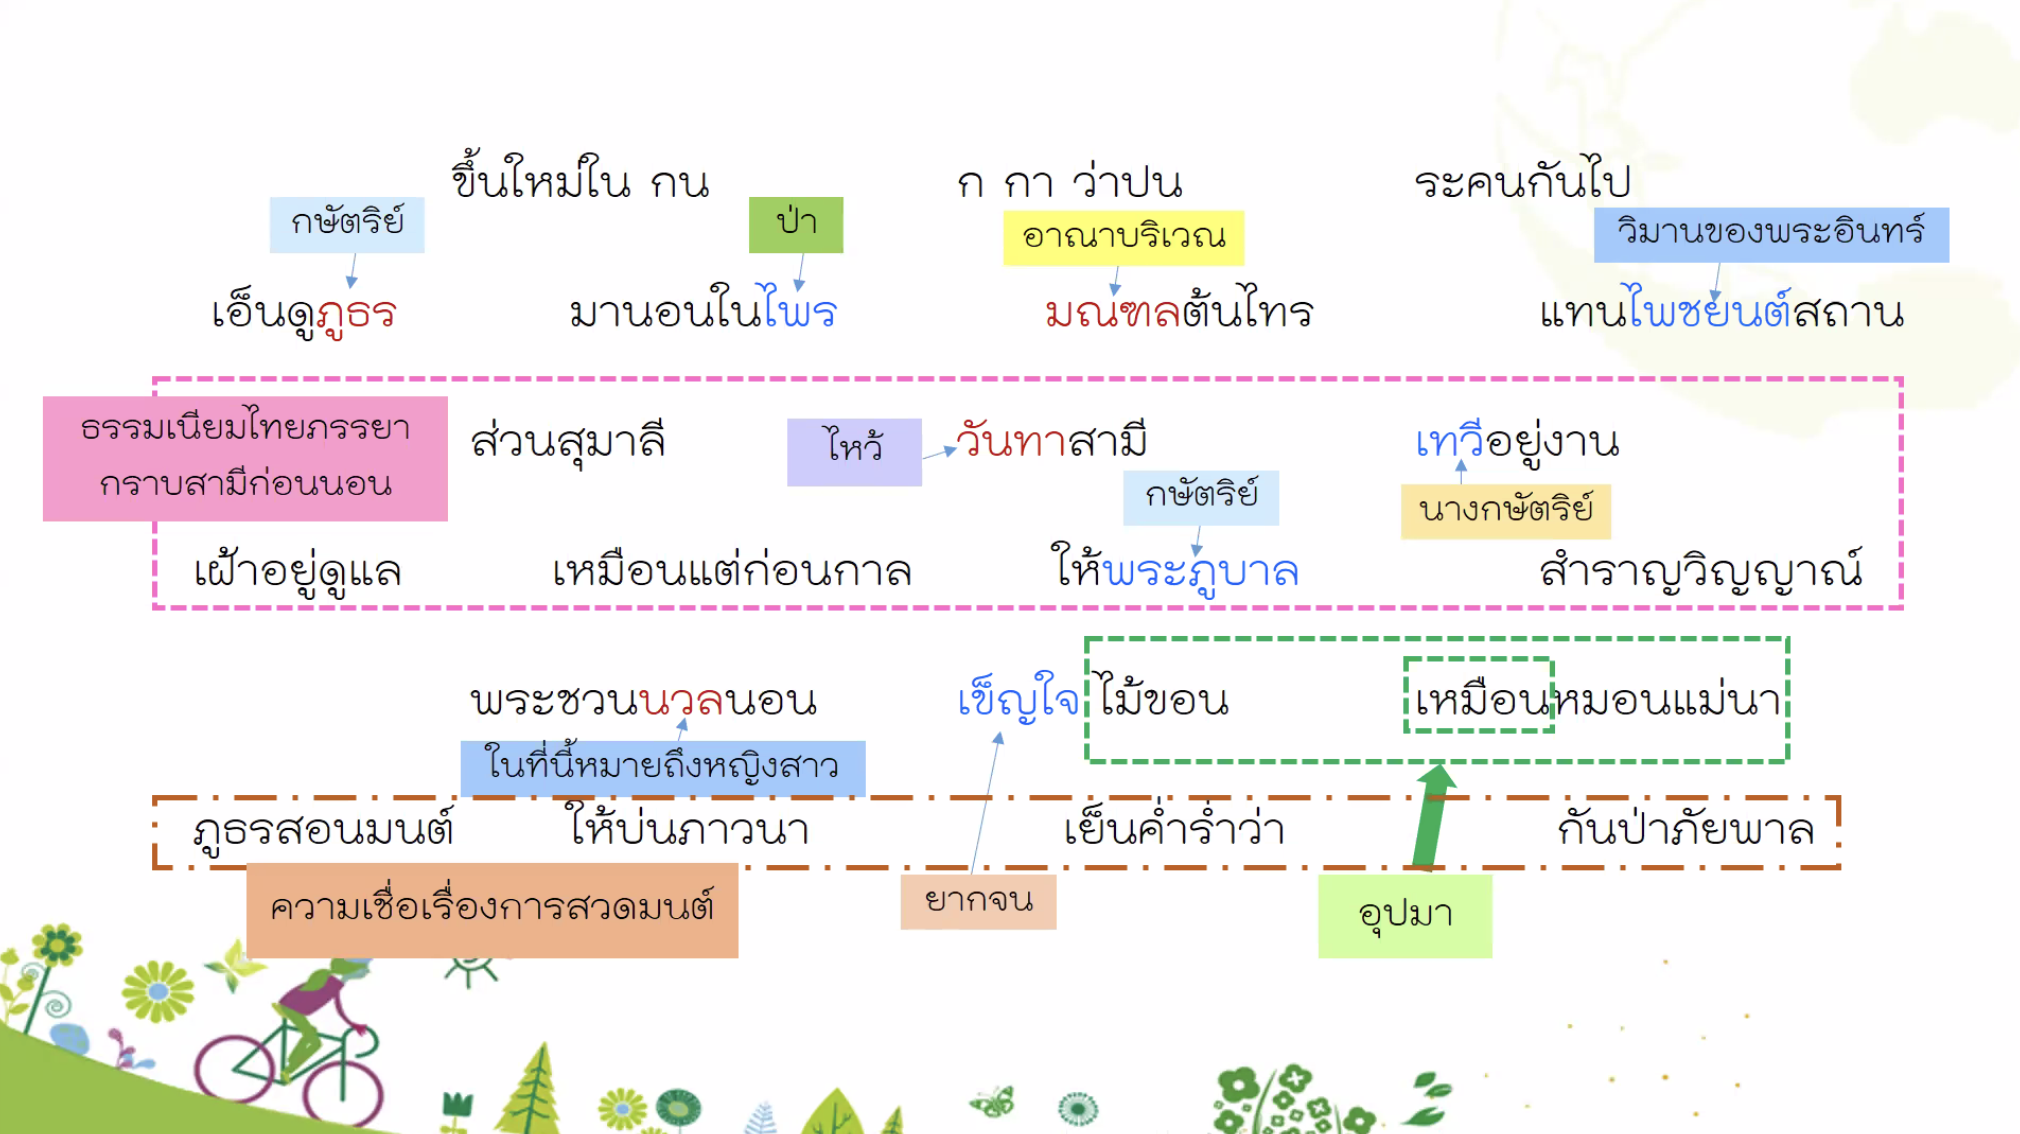 ขึ้นใหม่ใน กน ก กา ว่าปน ระคนกันไป
กษัตริย์ ป่า อาณาบริเวณ วิมานของพระอินทร์
เอ็นดูภูธร มานอนในไพร มณฑลต้นไทร แทนไพชยนต์สถาน
ธรรมเนียมไทยภรรยา
กราบสามีก่อนนอน
ส่วนสุมาลี ไหว้ วันทาสามี เทวีอยู่งาน
กษัตริย์ นางกษัตริย์
เฝ้าอยู่ดูแล เหมือนแต่ก่อนกาล ให้พระภูบาล สำราญวิญญาณ์
พระชวนนวลนอน เข็ญใจ ไม้ขอน เหมือนหมอนแม่นา
ในที่นี้หมายถึงหญิงสาว
ภูธรสอนมนต์ ให้บ่นภาวนา เย็นค่ำร่ำว่า กันป่าภัยพาล
ความเชื่อเรื่องการสวดมนต์ ยากจน อุปมา